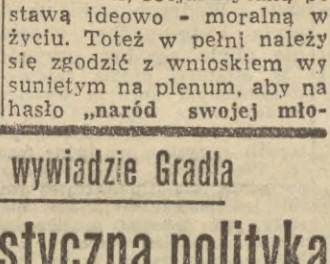 stawą ideowo - moralną w
życiu. Toteż w pełni należy
się zgodzić z wnioskiem wy
suniętym na plenum, aby na
hasło „naród swojej mło-
wywiadzie Gradla
styczna polityka